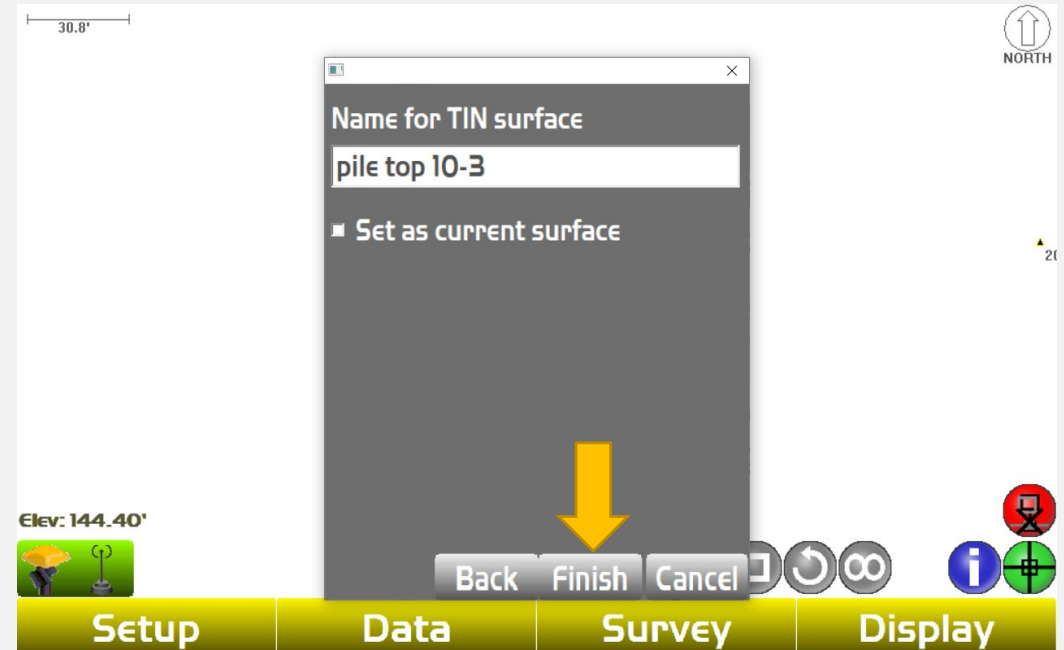 30.8'
NORTH
Name for TIN surface
pile top 10-3
Set as current surface
20
Elev: 144.40'
Back Finish Cancel
i
Setup Data Survey Display